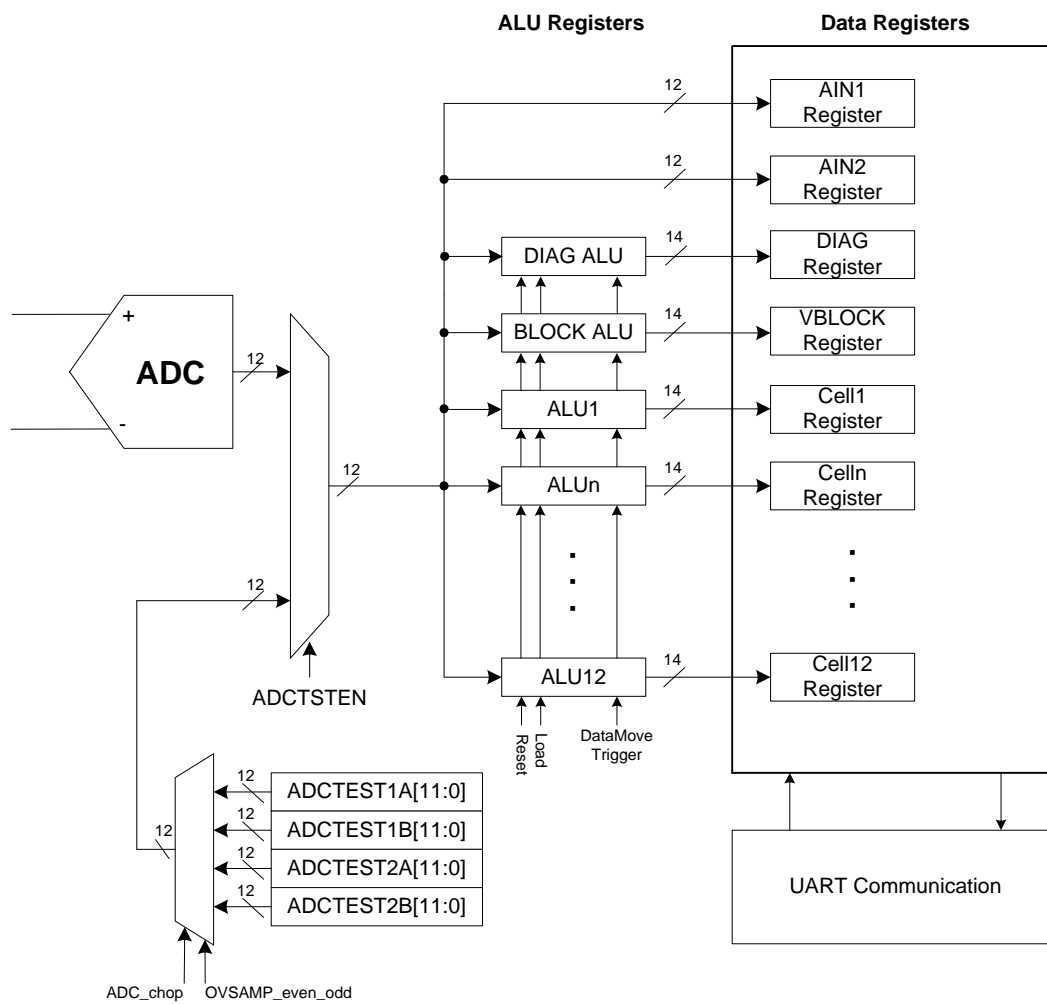 ALU Registers
Data Registers
12
AIN1
Register
12
AIN2
Register
DIAG ALU
14
DIAG
Register
+
-
ADC
12
BLOCK ALU
14
VBLOCK
Register
ALU1
14
Cell1
Register
12
ALUn
14
Celln
Register
12
ADCTSTEN
ALU12
14
Cell12
Register
Reset
Load
DataMove
Trigger
12
12
ADCTEST1A[11:0]
12
ADCTEST1B[11:0]
12
ADCTEST2A[11:0]
12
ADCTEST2B[11:0]
ADC_chop
OVSAMP_even_odd
UART Communication